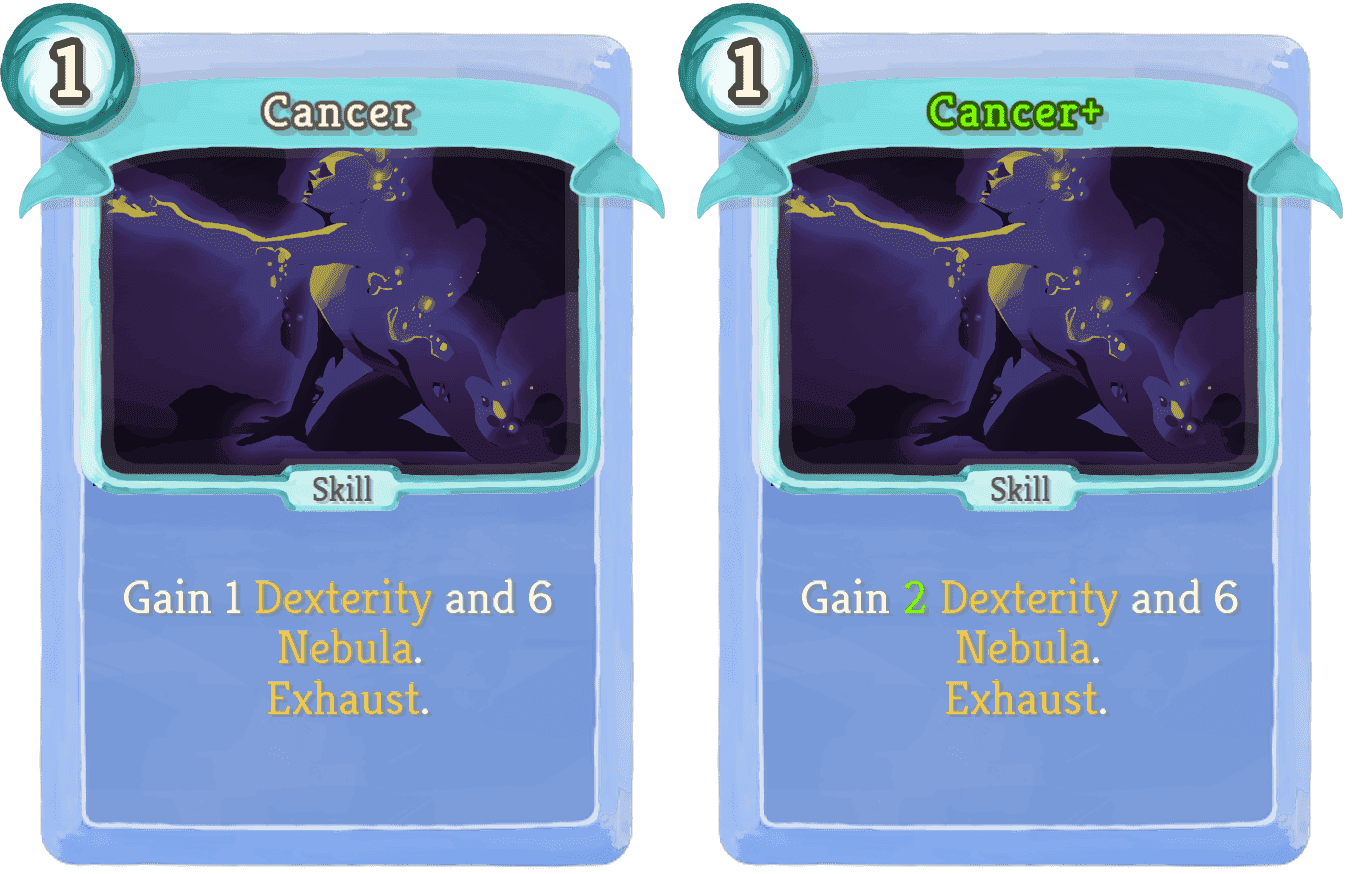 1
Cancer
Skill
Gain 1 Dexterity and 6
Nebula.
Exhaust.
1
Cancer+
Skill
Gain 2 Dexterity and 6
Nebula.
Exhaust.